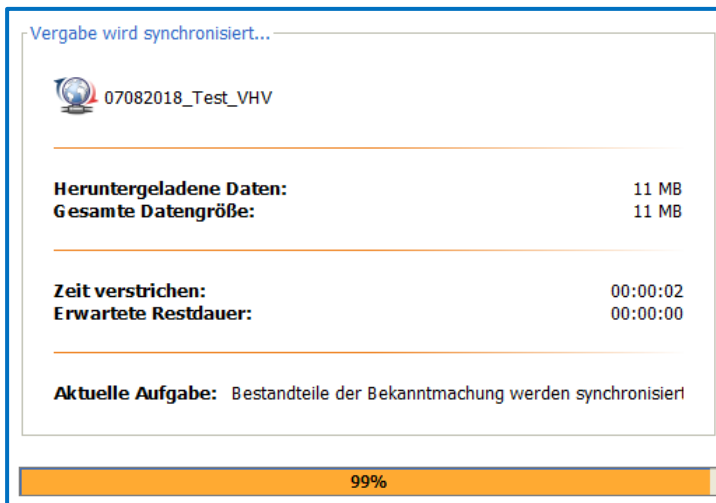 Vergabe wird synchronisiert...
07082018_Test_VHV
Heruntergeladene Daten: 11 MB
Gesamte Datengröße: 11 MB
Zeit verstrichen: 00:00:02
Erwartete Restdauer: 00:00:00
Aktuelle Aufgabe: Bestandteile der Bekanntmachung werden synchronisiert
99%